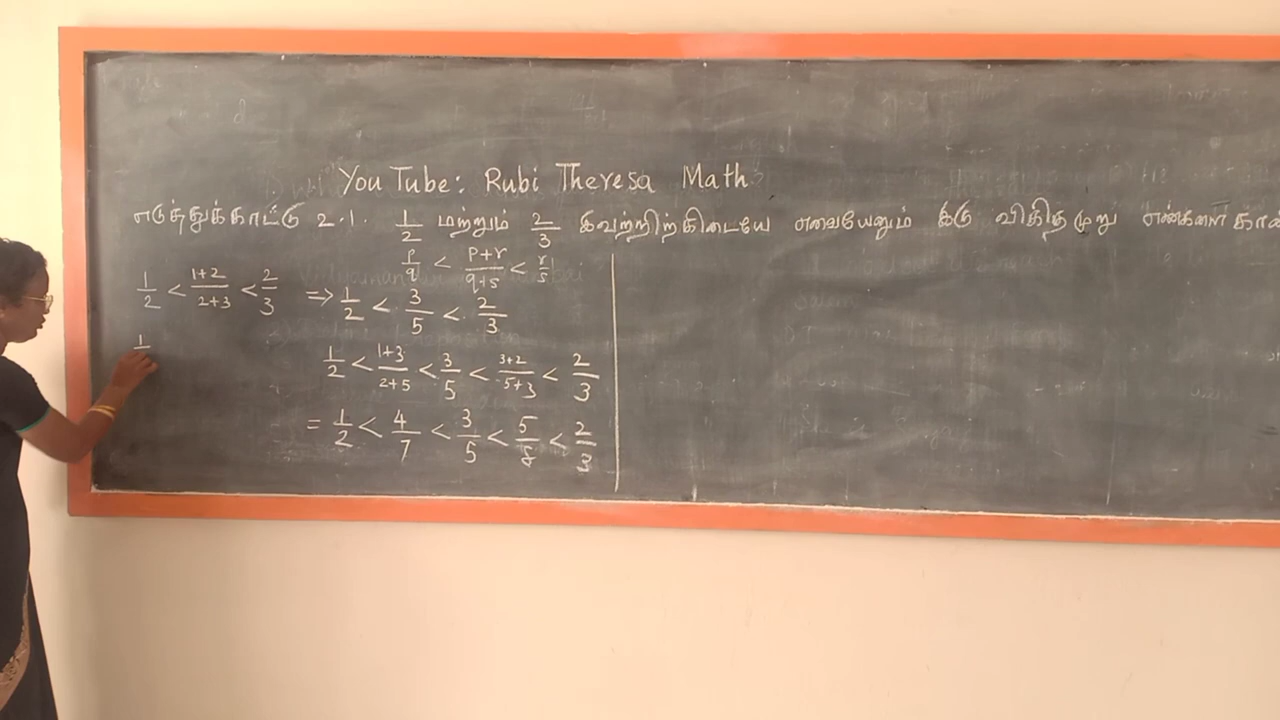 You Tube: Rubi Theresa Math
எடுத்துக்காட்டு 2.1. 1/2 மற்றும் 2/3 இவற்றிற்கிடையே எவையேனும் இரு விகிதமுறு எண்களை காண
p/q < p+r/q+s < r/s
1/2 < 1+2/2+3 < 2/3 ⇒ 1/2 < 3/5 < 2/3
1/2 < 1+3/2+5 < 3/5 < 3+2/5+3 < 2/3
= 1/2 < 4/7 < 3/5 < 5/8 < 2/3
1